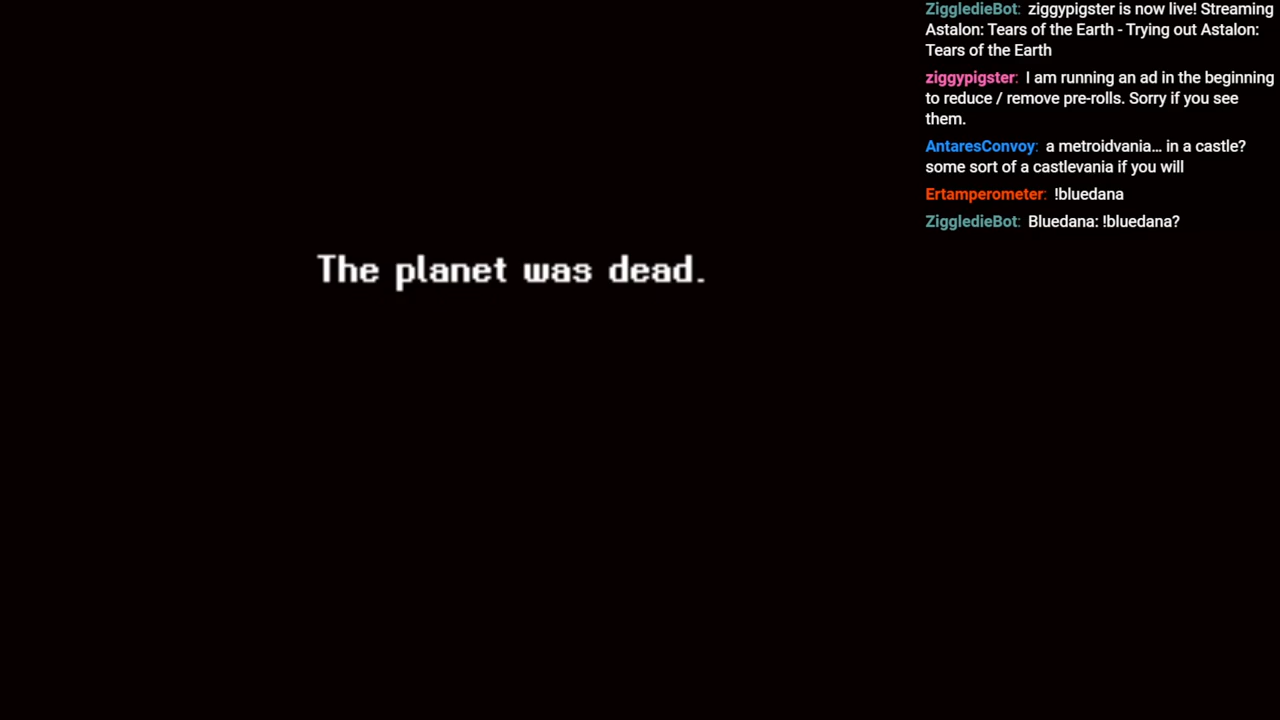 ZiggledieBot: ziggypigster is now live! Streaming
Astalon: Tears of the Earth - Trying out Astalon:
Tears of the Earth
ziggypigster: I am running an ad in the beginning
to reduce / remove pre-rolls. Sorry if you see
them.
AntaresConvoy: a metroidvania... in a castle?
some sort of a castlevania if you will
Ertamperometer: !bluedana
ZiggledieBot: Bluedana: !bluedana?
The planet was dead.